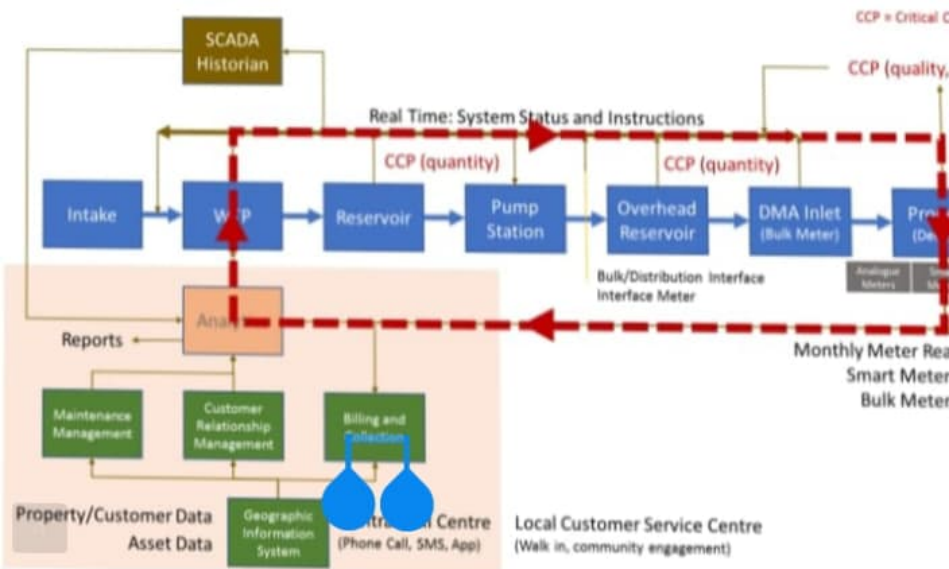 CCP = Critical C
SCADA
Historian
CCP (quality,
Real Time: System Status and Instructions
CCP (quantity)
CCP (quantity)
Intake
Reservoir
Pump
Station
Overhead
Reservoir
DMA Inlet
(Bulk Meter)
Analogue
Meters
Bulk/Distribution Interface
Interface Meter
Reports
Monthly Meter Rea
Smart Meter
Bulk Meter
Maintenance
Management
Customer
Relationship
Management
Billing and
Collection
Property/Customer Data
Asset Data
Geographic
Information
System
Centre
(Phone Call, SMS, App)
Local Customer Service Centre
(Walk in, community engagement)